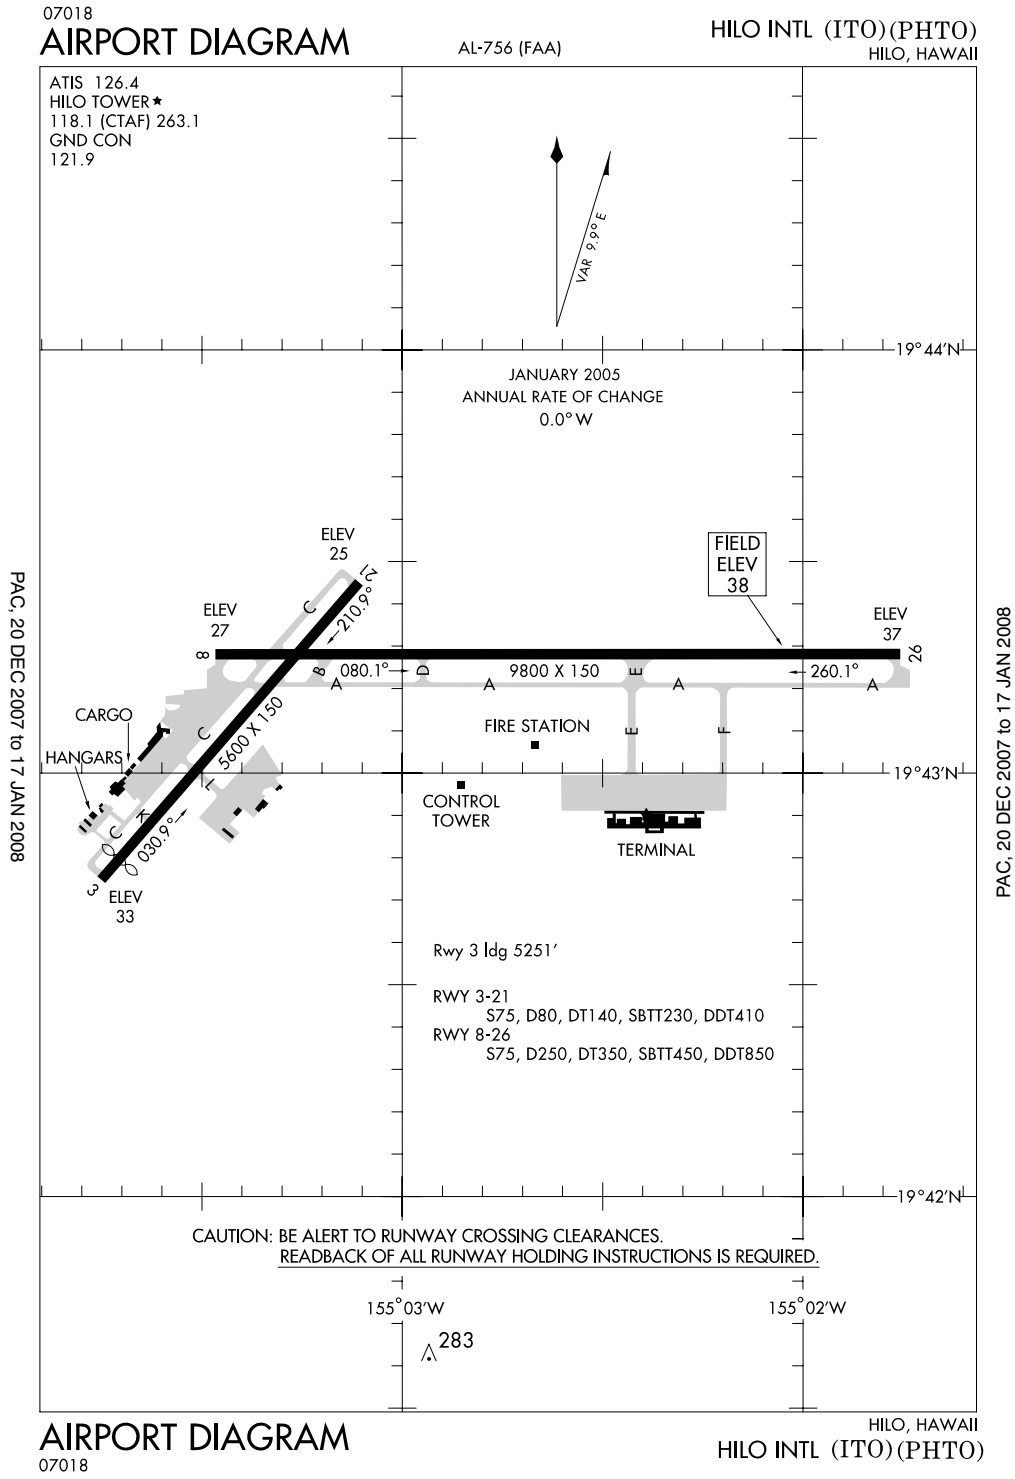 07018
AIRPORT DIAGRAM
AL-756 (FAA)
HILO INTL (ITO)(PHTO)
HILO, HAWAII
ATIS 126.4
HILO TOWER★
118.1 (CTAF) 263.1
GND CON
121.9
VAR 9.9° E
19°44'N
JANUARY 2005
ANNUAL RATE OF CHANGE
0.0° W
ELEV
25
21
210.9°
C
FIELD
ELEV
38
ELEV
27
8
ELEV
37
26
B
080.1°
D
9800 X 150
E
260.1°
A
A
A
A
5600 X 150
C
CARGO
HANGARS
L
FIRE STATION
E
F
19°43'N
CONTROL
TOWER
TERMINAL
K
C
030.9°
3
ELEV
33
Rwy 3 ldg 5251'
RWY 3-21
S75, D80, DT140, SBTT230, DDT410
RWY 8-26
S75, D250, DT350, SBTT450, DDT850
19°42'N
CAUTION: BE ALERT TO RUNWAY CROSSING CLEARANCES.
READBACK OF ALL RUNWAY HOLDING INSTRUCTIONS IS REQUIRED.
155°03'W
155°02'W
283
PAC, 20 DEC 2007 to 17 JAN 2008
PAC, 20 DEC 2007 to 17 JAN 2008
AIRPORT DIAGRAM
07018
HILO, HAWAII
HILO INTL (ITO)(PHTO)